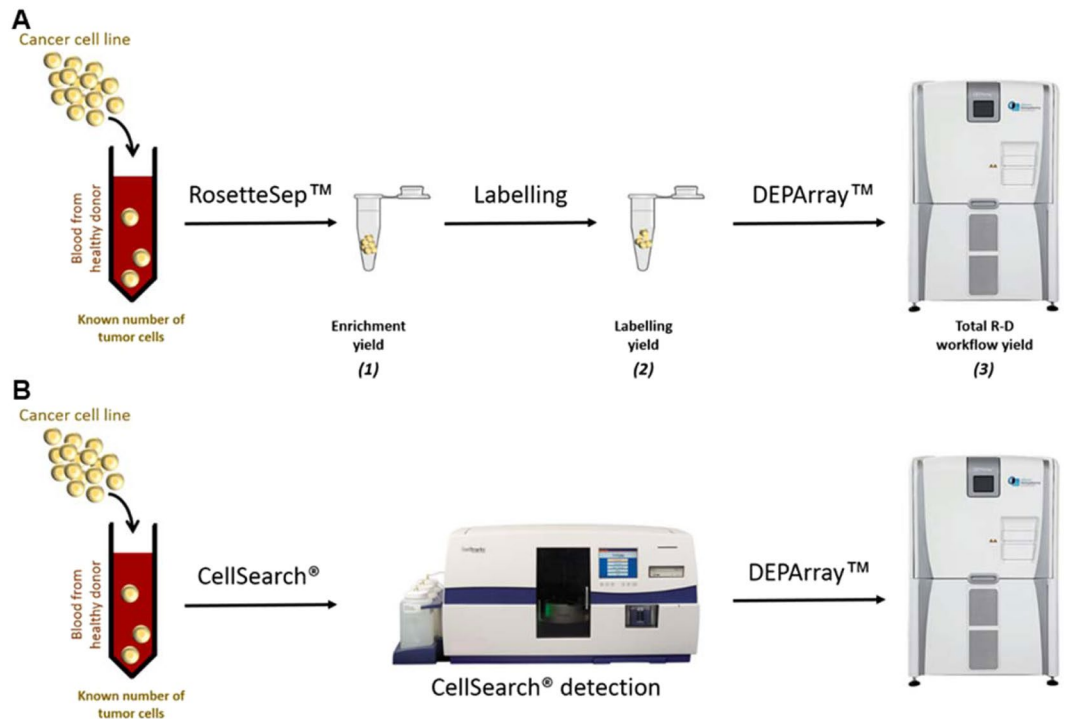 A
Cancer cell line
Blood from
healthy donor
RosetteSep™
Labelling
DEPArray™
Known number of
tumor cells
Enrichment
yield
(1)
Labelling
yield
(2)
Total R-D
workflow yield
(3)
B
Cancer cell line
Blood from
healthy donor
CellSearch®
DEPArray™
Known number of
tumor cells
CellSearch® detection